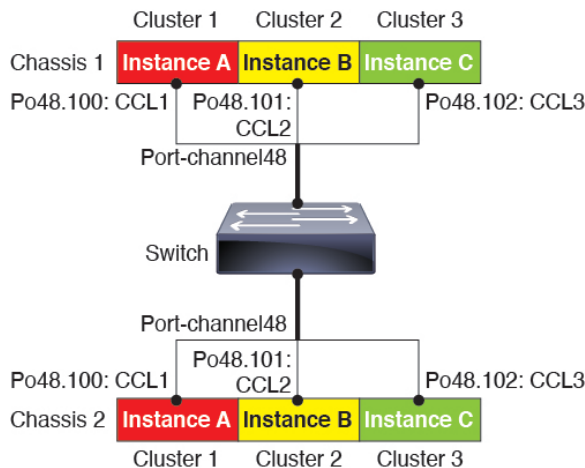 Cluster 1 Cluster 2 Cluster 3
Chassis 1 Instance A Instance B Instance C
Po48.100: CCL1 Po48.101: CCL2 Po48.102: CCL3
Port-channel48
Switch
Port-channel48
Po48.100: CCL1 Po48.101: CCL2 Po48.102: CCL3
Chassis 2 Instance A Instance B Instance C
Cluster 1 Cluster 2 Cluster 3